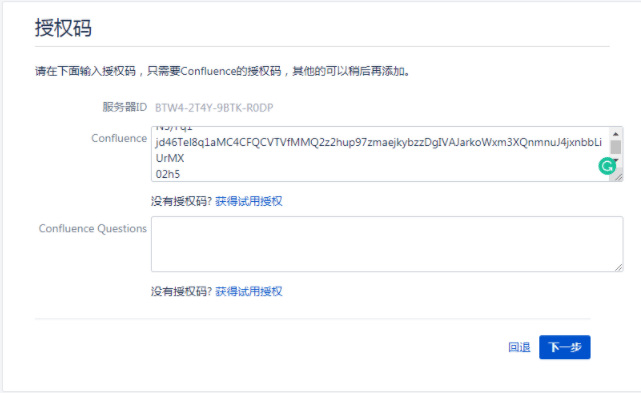 授权码
请在下面输入授权码，只需要Confluence的授权码，其他的可以稍后再添加。
服务器ID BTW4-2T4Y-9BTK-R0DP
Confluence
jd46Tel8q1aMC4CFQCVTVfMMQ2z2hup97zmaejkybzzDgIVAJarkoWxm3XQnmnuJ4jxnbbLi
UrMX
02h5
没有授权码? 获得试用授权
Confluence Questions
没有授权码? 获得试用授权
回退 下一步